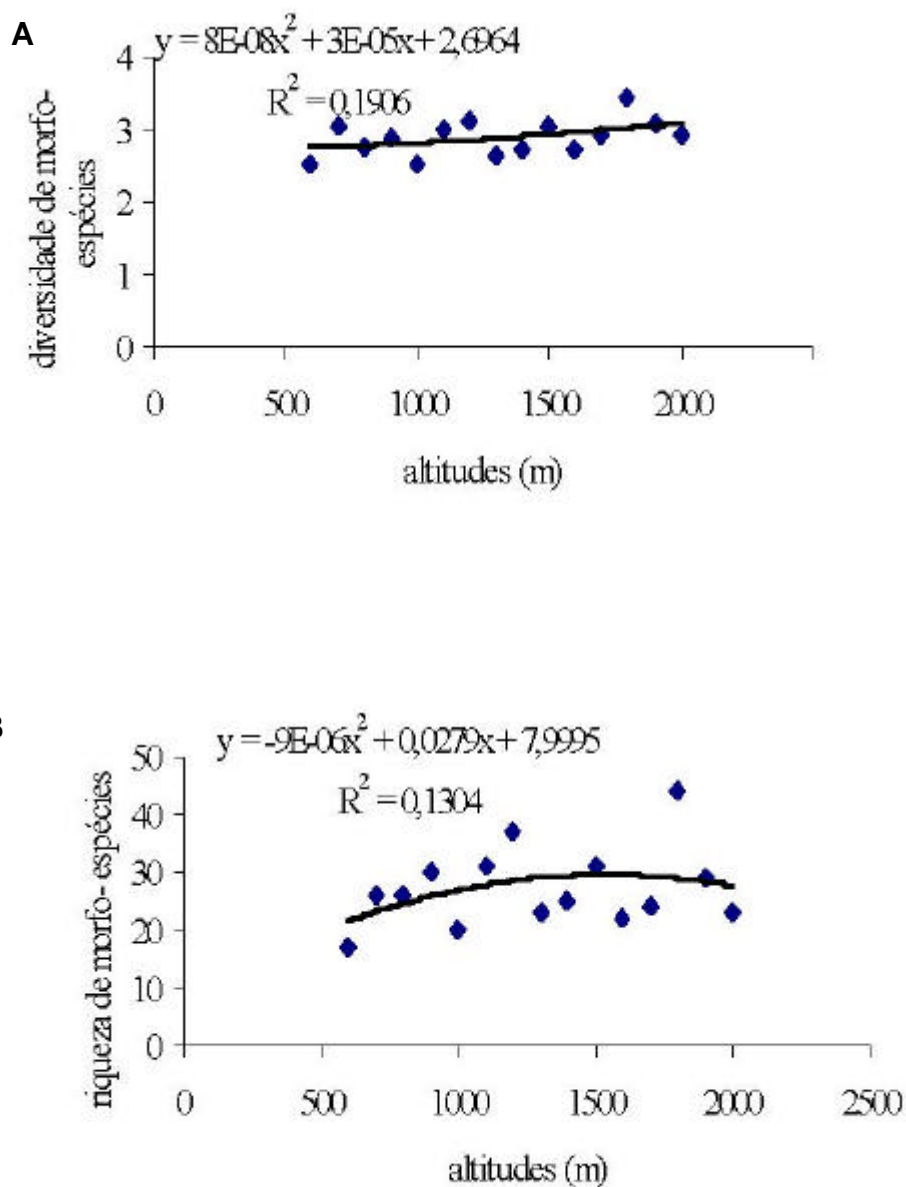 A
y = 8E-08x² + 3E-05x + 2,6964
R² = 0,1906
diversidade de morfo-
espécies
4
3
2
1
0
0 500 1000 1500 2000
altitudes (m)
y = -9E-06x² + 0,0279x + 7,9995
R² = 0,1304
riqueza de morfo- espécies
50
40
30
20
10
0
0 500 1000 1500 2000 2500
altitudes (m)